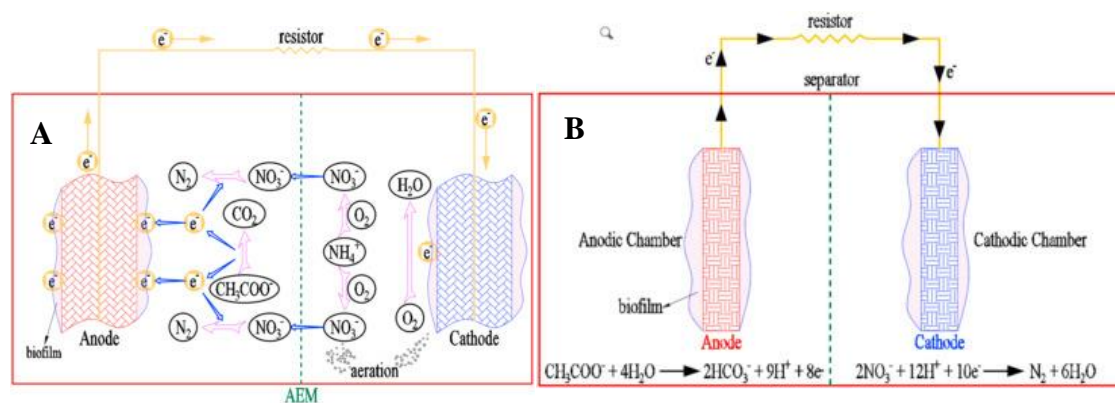 A
e-
resistor
e-
e-
e-
e-
N2
NO3-
NO3-
H2O
CO2
O2
e-
e-
e-
e-
NH4+
e-
e-
e-
CH3COO-
O2
N2
NO3-
NO3-
O2
Anode
Cathode
biofilm
aeration
AEM
resistor
e-
e-
separator
B
Anodic Chamber
Cathodic Chamber
biofilm
Anode
Cathode
CH3COO- + 4H2O → 2HCO3- + 9H+ + 8e-
2NO3- + 12H+ + 10e- → N2 + 6H2O